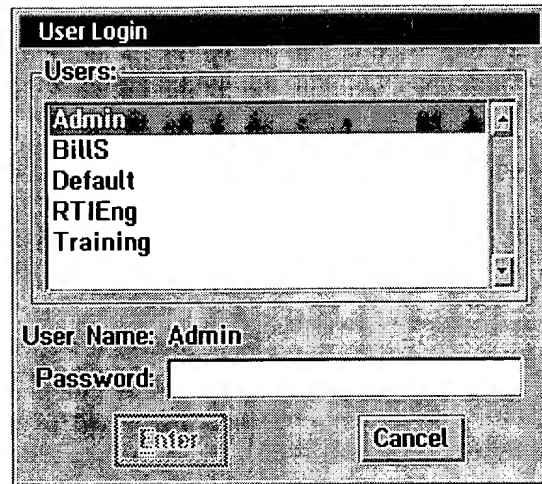 User Login
Users:
Admin
BillS
Default
RTIEng
Training
User Name: Admin
Password:
Enter
Cancel